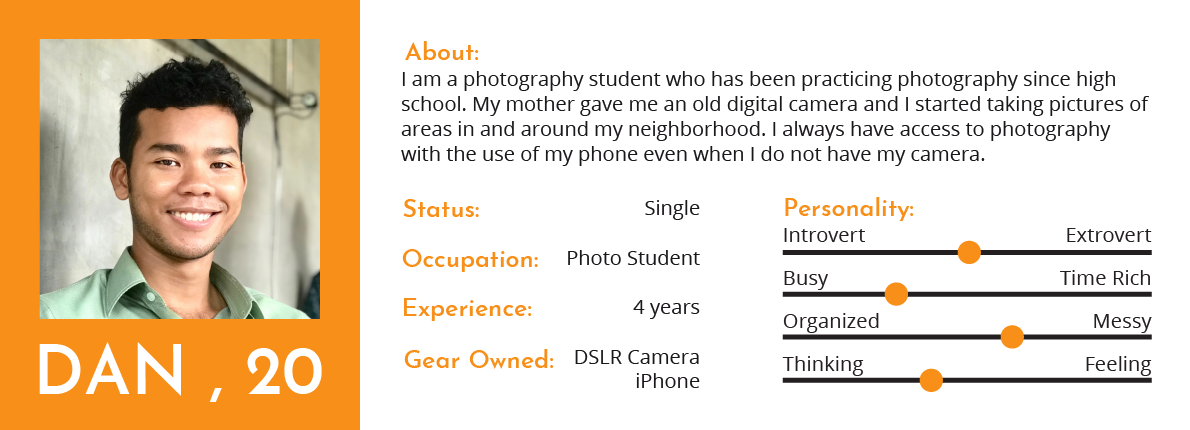 DAN , 20
About:
I am a photography student who has been practicing photography since high
school. My mother gave me an old digital camera and I started taking pictures of
areas in and around my neighborhood. I always have access to photography
with the use of my phone even when I do not have my camera.
Status: Single
Occupation: Photo Student
Experience: 4 years
Gear Owned: DSLR Camera
iPhone
Personality:
Introvert Extrovert
Busy Time Rich
Organized Messy
Thinking Feeling